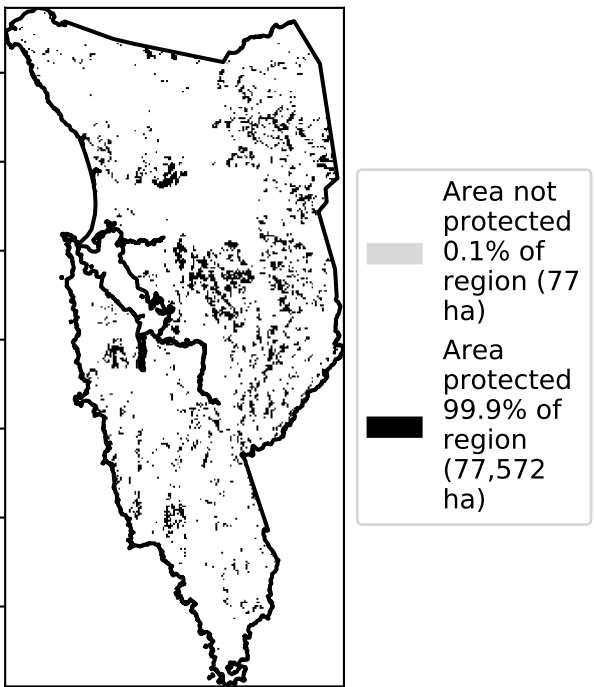 Area not
protected
0.1% of
region (77
ha)
Area
protected
99.9% of
region
(77,572
ha)